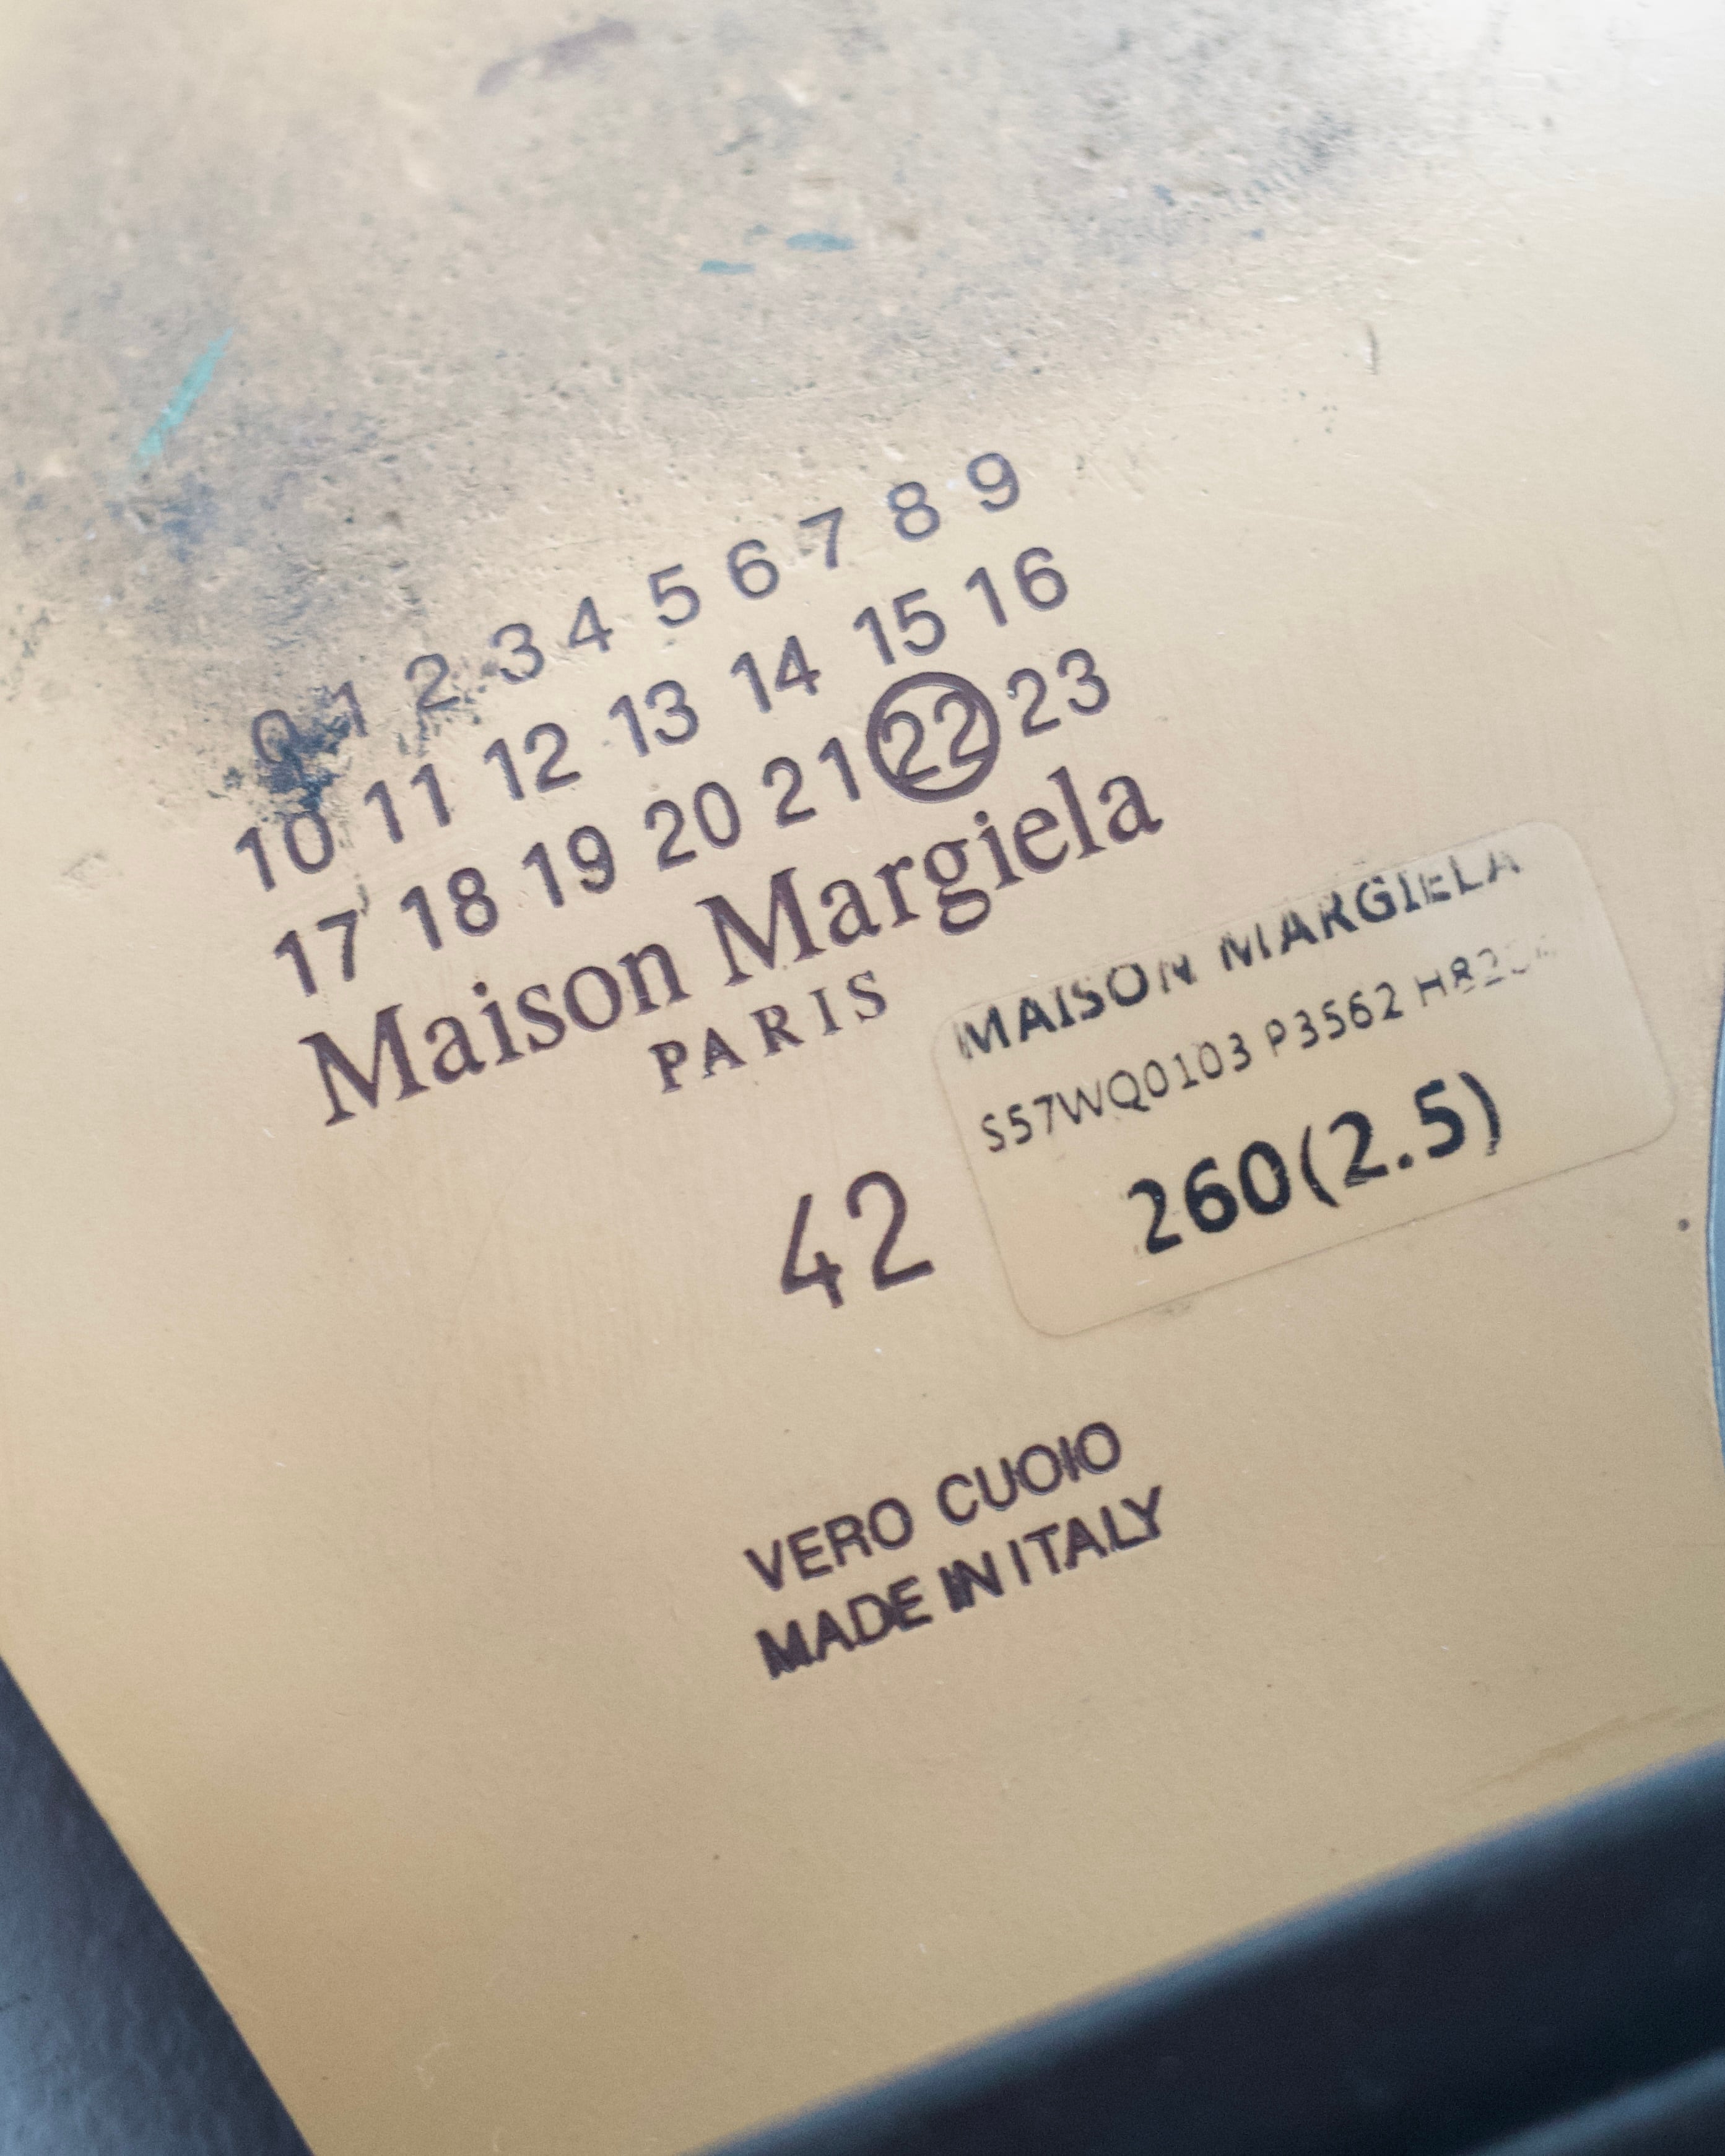 0 1 2 3 4 5 6 7 8 9
10 11 12 13 14 15 16
17 18 19 20 21 22 23
Maison Margiela
PARIS
MAISON MARGIELA
S57WQ0103 P3562
260(2.5)
42
VERO CUOIO
MADE IN ITALY